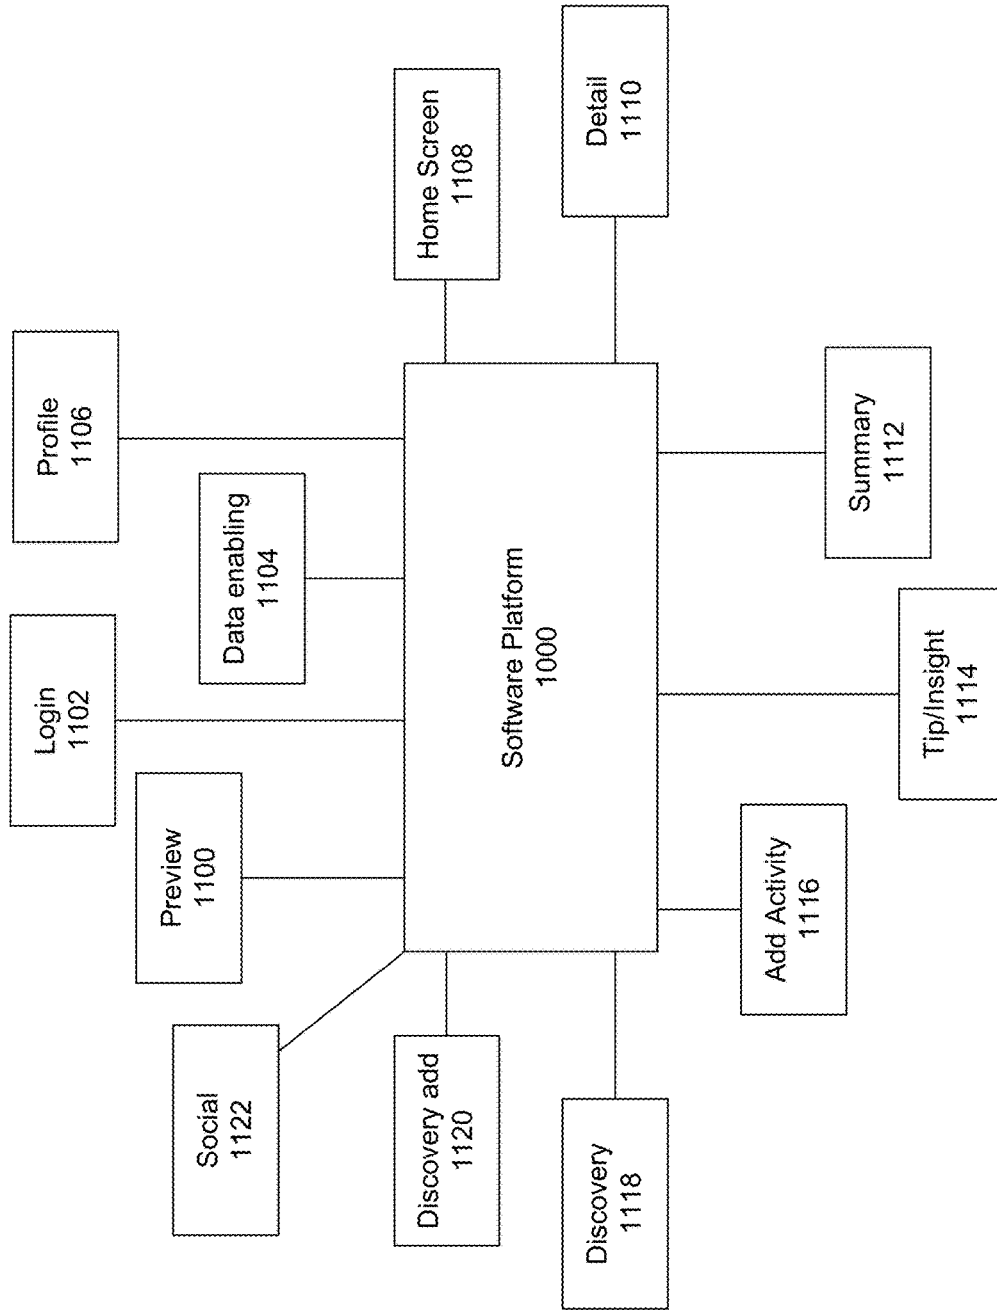 Login
1102
Profile
1106
Preview
1100
Data enabling
1104
Social
1122
Discovery add
1120
Home Screen
1108
Software Platform
1000
Discovery
1118
Detail
1110
Add Activity
1116
Summary
1112
Tip/Insight
1114